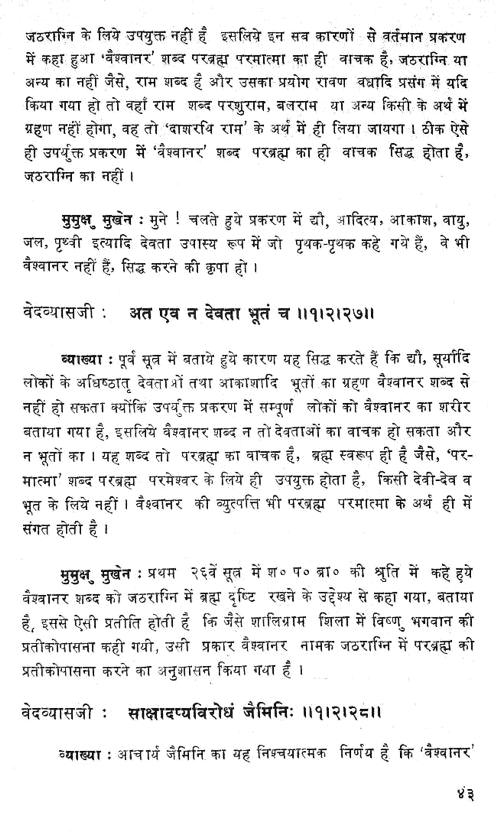 जठराग्नि के लिये उपयुक्त नहीं है इसलिये इन सब कारणों से वर्तमान प्रकरण
में कहा हुआ 'वैश्वानर' शब्द परब्रह्म परमात्मा का ही वाचक है, जठराग्नि या
अन्य का नहीं जैसे, राम शब्द है और उसका प्रयोग रावण वधादि प्रसंग में यदि
किया गया हो तो वहाँ राम शब्द परशुराम, बलराम या अन्य किसी के अर्थ में
ग्रहण नहीं होगा, वह तो 'दाशरथि राम' के अर्थ में ही लिया जायगा । ठीक ऐसे
ही उपर्युक्त प्रकरण में 'वैश्वानर' शब्द परब्रह्म का ही वाचक सिद्ध होता है,
जठराग्नि का नहीं ।
मुमुक्षु मुखेन : मुने ! चलते हुये प्रकरण में द्यौ, आदित्य, आकाश, वायु,
जल, पृथ्वी इत्यादि देवता उपास्य रूप में जो पृथक-पृथक कहे गये हैं, वे भी
वैश्वानर नहीं हैं, सिद्ध करने की कृपा हो ।
वेदव्यासजी : अत एव न देवता भूतं च ॥१।२।२७॥
व्याख्या : पूर्व सूत्र में बताये हुये कारण यह सिद्ध करते हैं कि द्यौ, सूर्यादि
लोकों के अधिष्ठातृ देवताओं तथा आकाशादि भूतों का ग्रहण वैश्वानर शब्द से
नहीं हो सकता क्योंकि उपर्युक्त प्रकरण में सम्पूर्ण लोकों को वैश्वानर का शरीर
बताया गया है, इसलिये वैश्वानर शब्द न तो देवताओं का वाचक हो सकता और
न भूतों का । यह शब्द तो परब्रह्म का वाचक है, ब्रह्म स्वरूप ही है जैसे, 'पर-
मात्मा' शब्द परब्रह्म परमेश्वर के लिये ही उपयुक्त होता है, किसी देवी-देव व
भूत के लिये नहीं । वैश्वानर की व्युत्पत्ति भी परब्रह्म परमात्मा के अर्थ ही में
संगत होती है ।
मुमुक्षु मुखेन : प्रथम २६वें सूत्र में श० प० ब्रा० की श्रुति में कहे हुये
वैश्वानर शब्द को जठराग्नि में ब्रह्म दृष्टि रखने के उद्देश्य से कहा गया, बताया
है, इससे ऐसी प्रतीति होती है कि जैसे शालिग्राम शिला में विष्णु भगवान की
प्रतीकोपासना कही गयी, उसी प्रकार वैश्वानर नामक जठराग्नि में परब्रह्म की
प्रतीकोपासना करने का अनुशासन किया गया है ।
वेदव्यासजी : साक्षादप्यविरोधं जैमिनिः ॥१।२।२८॥
व्याख्या : आचार्य जैमिनि का यह निश्चयात्मक निर्णय है कि 'वैश्वानर'
४३